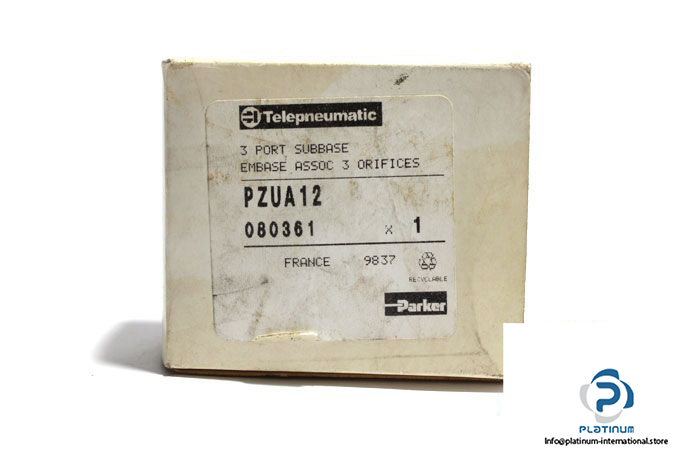 Telepneumatic
3 PORT SUBBASE
EMBASE ASSOC 3 ORIFICES
PZUA12
080361 x 1
FRANCE 9837
RECYCLABLE
Parker
PLATINUM
Info@platinum-international.store